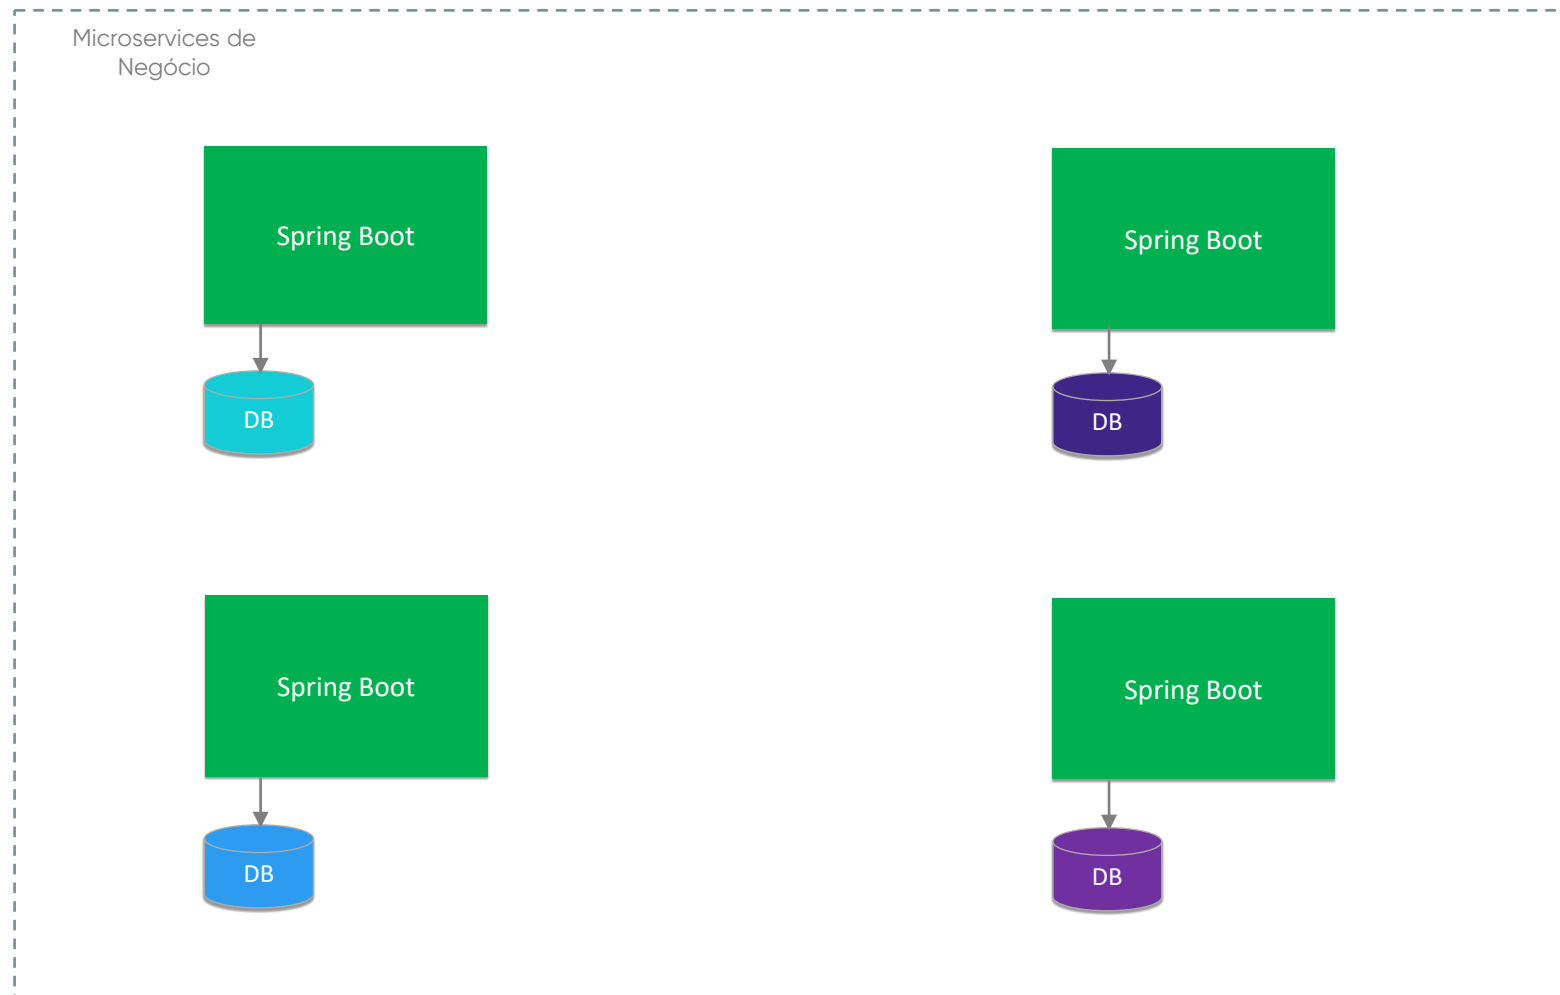 Microservices de
Negócio
Spring Boot
Spring Boot
DB
DB
Spring Boot
Spring Boot
DB
DB